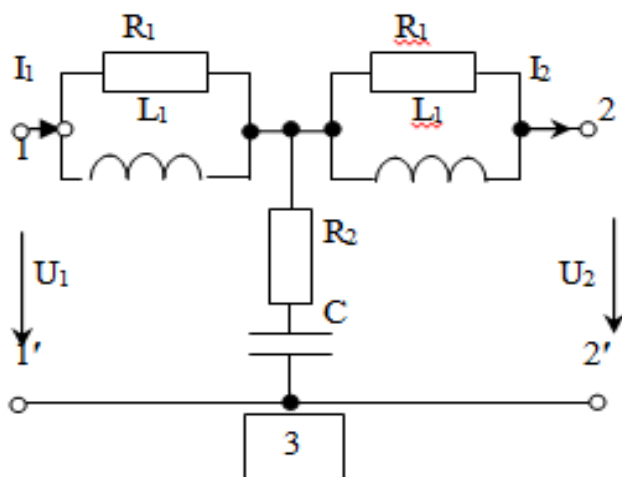 R₁ R₁
I₁ I₂
L₁ L₁
1 2
R₂
U₁ U₂
C
1′ 2′
3